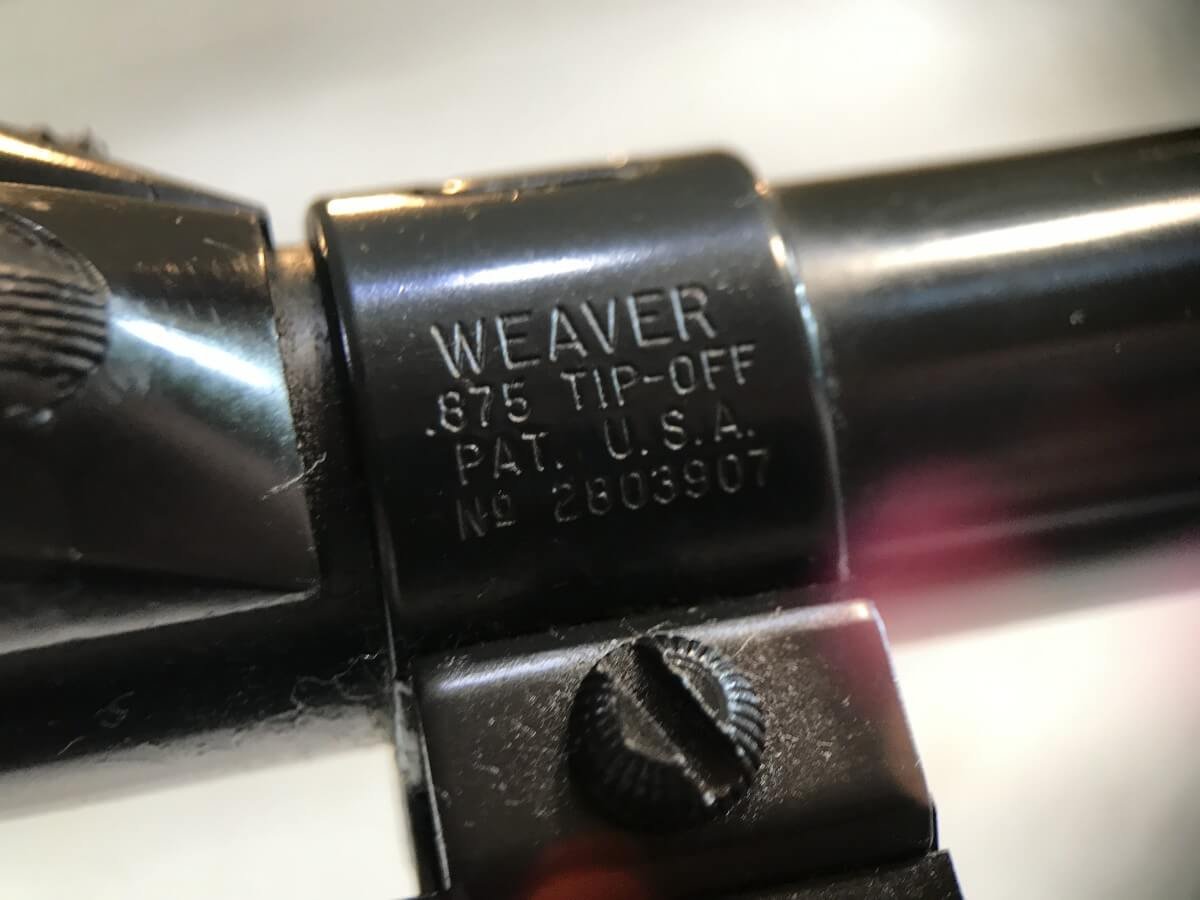 WEAVER
.875 TIP-OFF
PAT. U.S.A.
Nº 2803907